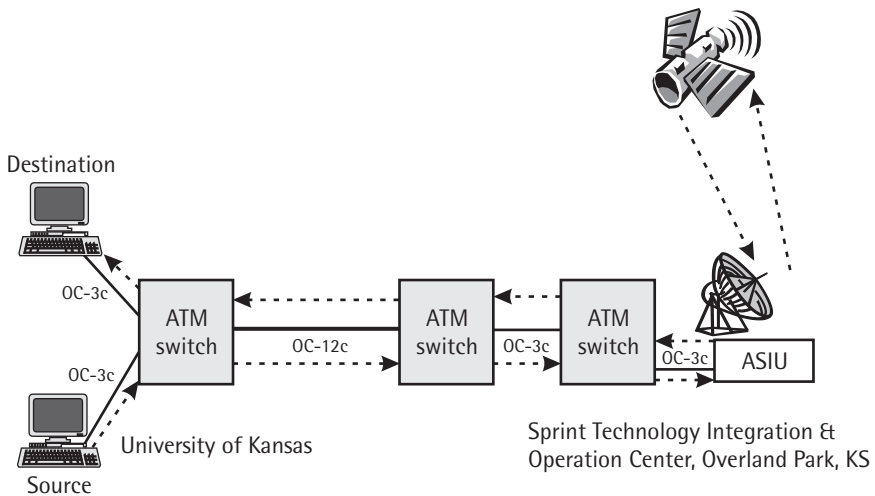 Destination
OC-3c
ATM
switch
OC-12c
ATM
switch
OC-3c
ATM
switch
OC-3c
ASIU
OC-3c
University of Kansas
Source
Sprint Technology Integration &
Operation Center, Overland Park, KS